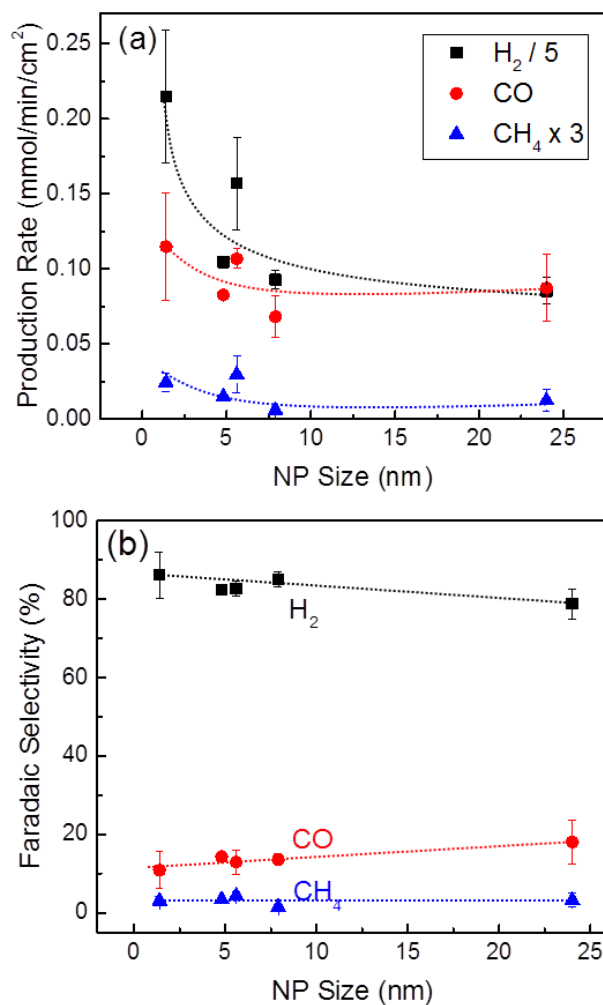 (a)
H₂ / 5
CO
CH₄ x 3
Production Rate (mmol/min/cm²)
0.25
0.20
0.15
0.10
0.05
0.00
0 5 10 15 20 25
NP Size (nm)
(b)
Faradaic Selectivity (%)
100
80
60
40
20
0
H₂
CO
CH₄
0 5 10 15 20 25
NP Size (nm)